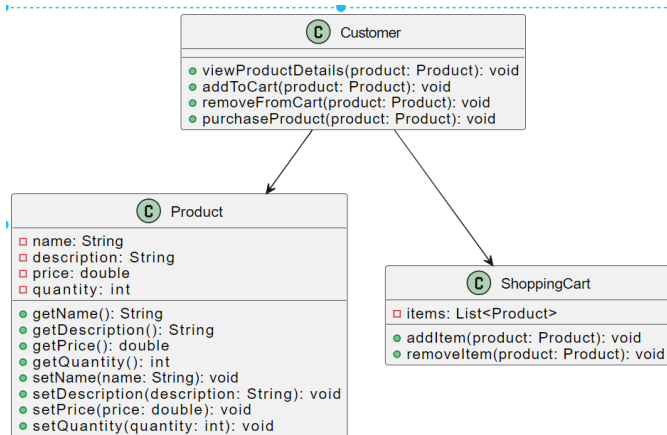 C Customer
viewProductDetails(product: Product): void
addToCart(product: Product): void
removeFromCart(product: Product): void
purchaseProduct(product: Product): void
C Product
name: String
description: String
price: double
quantity: int
getName(): String
getDescription(): String
getPrice(): double
getQuantity(): int
setName(name: String): void
setDescription(description: String): void
setPrice(price: double): void
setQuantity(quantity: int): void
C ShoppingCart
items: List<Product>
addItem(product: Product): void
removeItem(product: Product): void